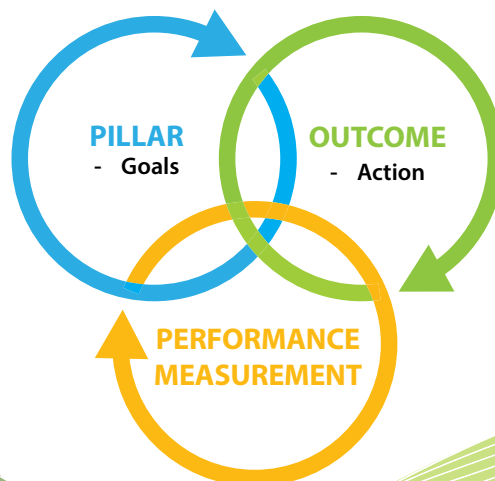 PILLAR
- Goals
OUTCOME
- Action
PERFORMANCE
MEASUREMENT